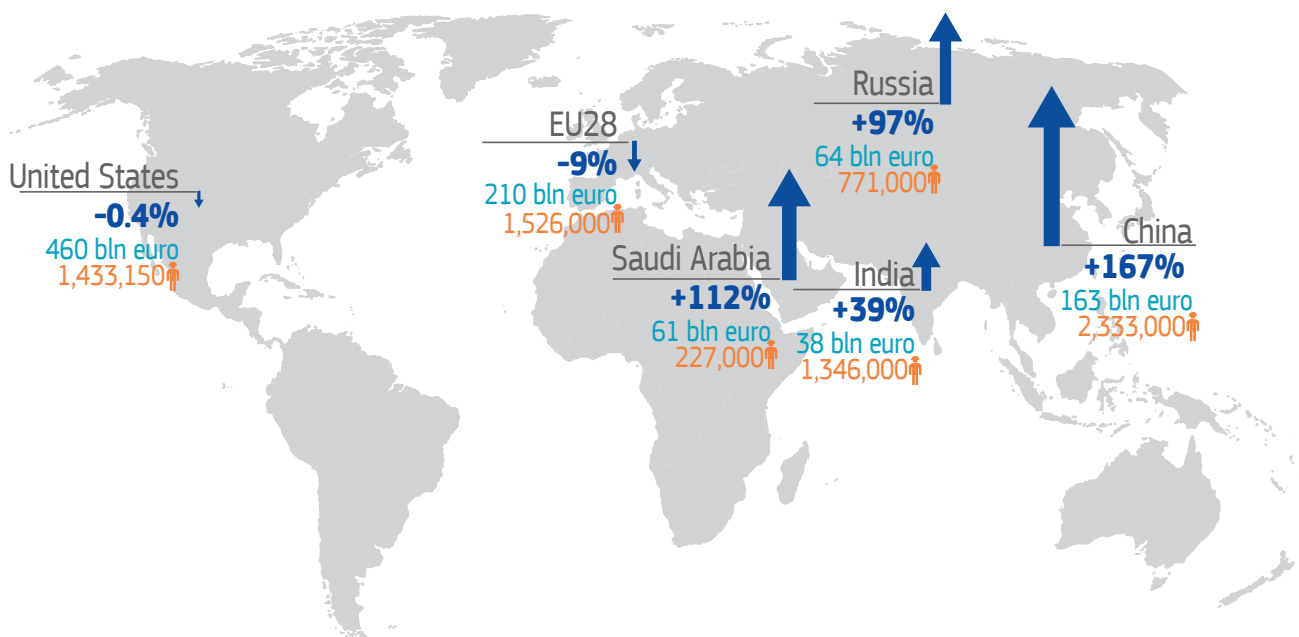 United States
-0.4%
460 bln euro
1,433,150
EU28
-9%
210 bln euro
1,526,000
Russia
+97%
64 bln euro
771,000
Saudi Arabia
+112%
61 bln euro
227,000
India
+39%
38 bln euro
1,346,000
China
+167%
163 bln euro
2,333,000